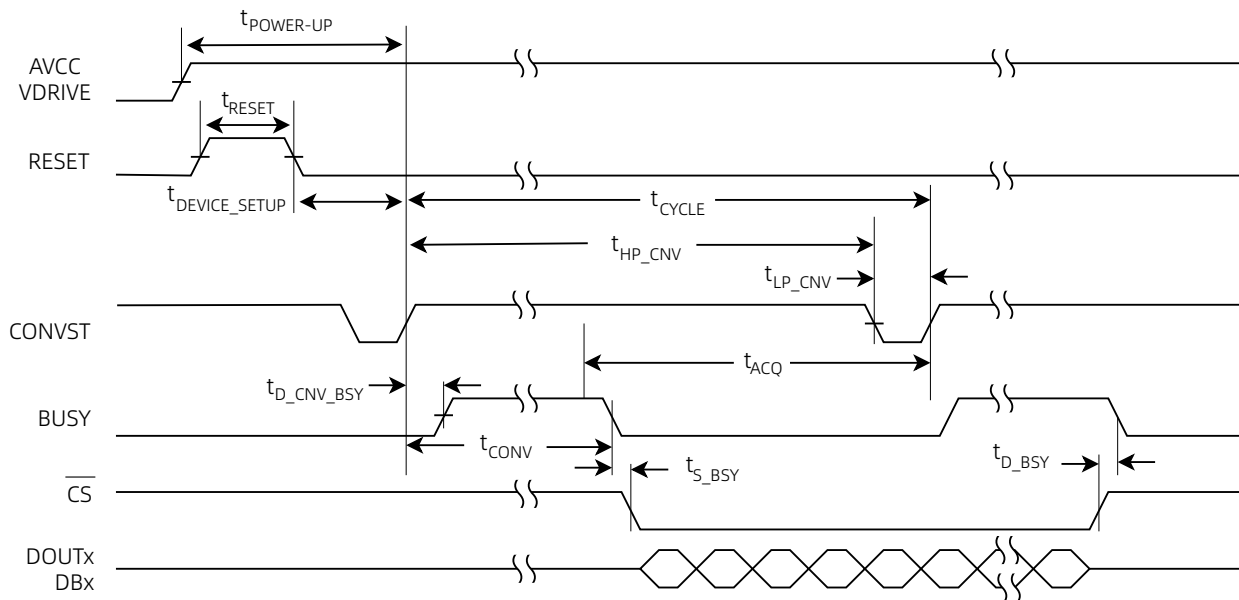 tPOWER-UP
AVCC
VDRIVE
tRESET
RESET
tDEVICE_SETUP
tCYCLE
tHP_CNV
tLP_CNV
CONVST
tACQ
tD_CNV_BSY
BUSY
tCONV
tS_BSY
tD_BSY
CS
DOUTx
DBx